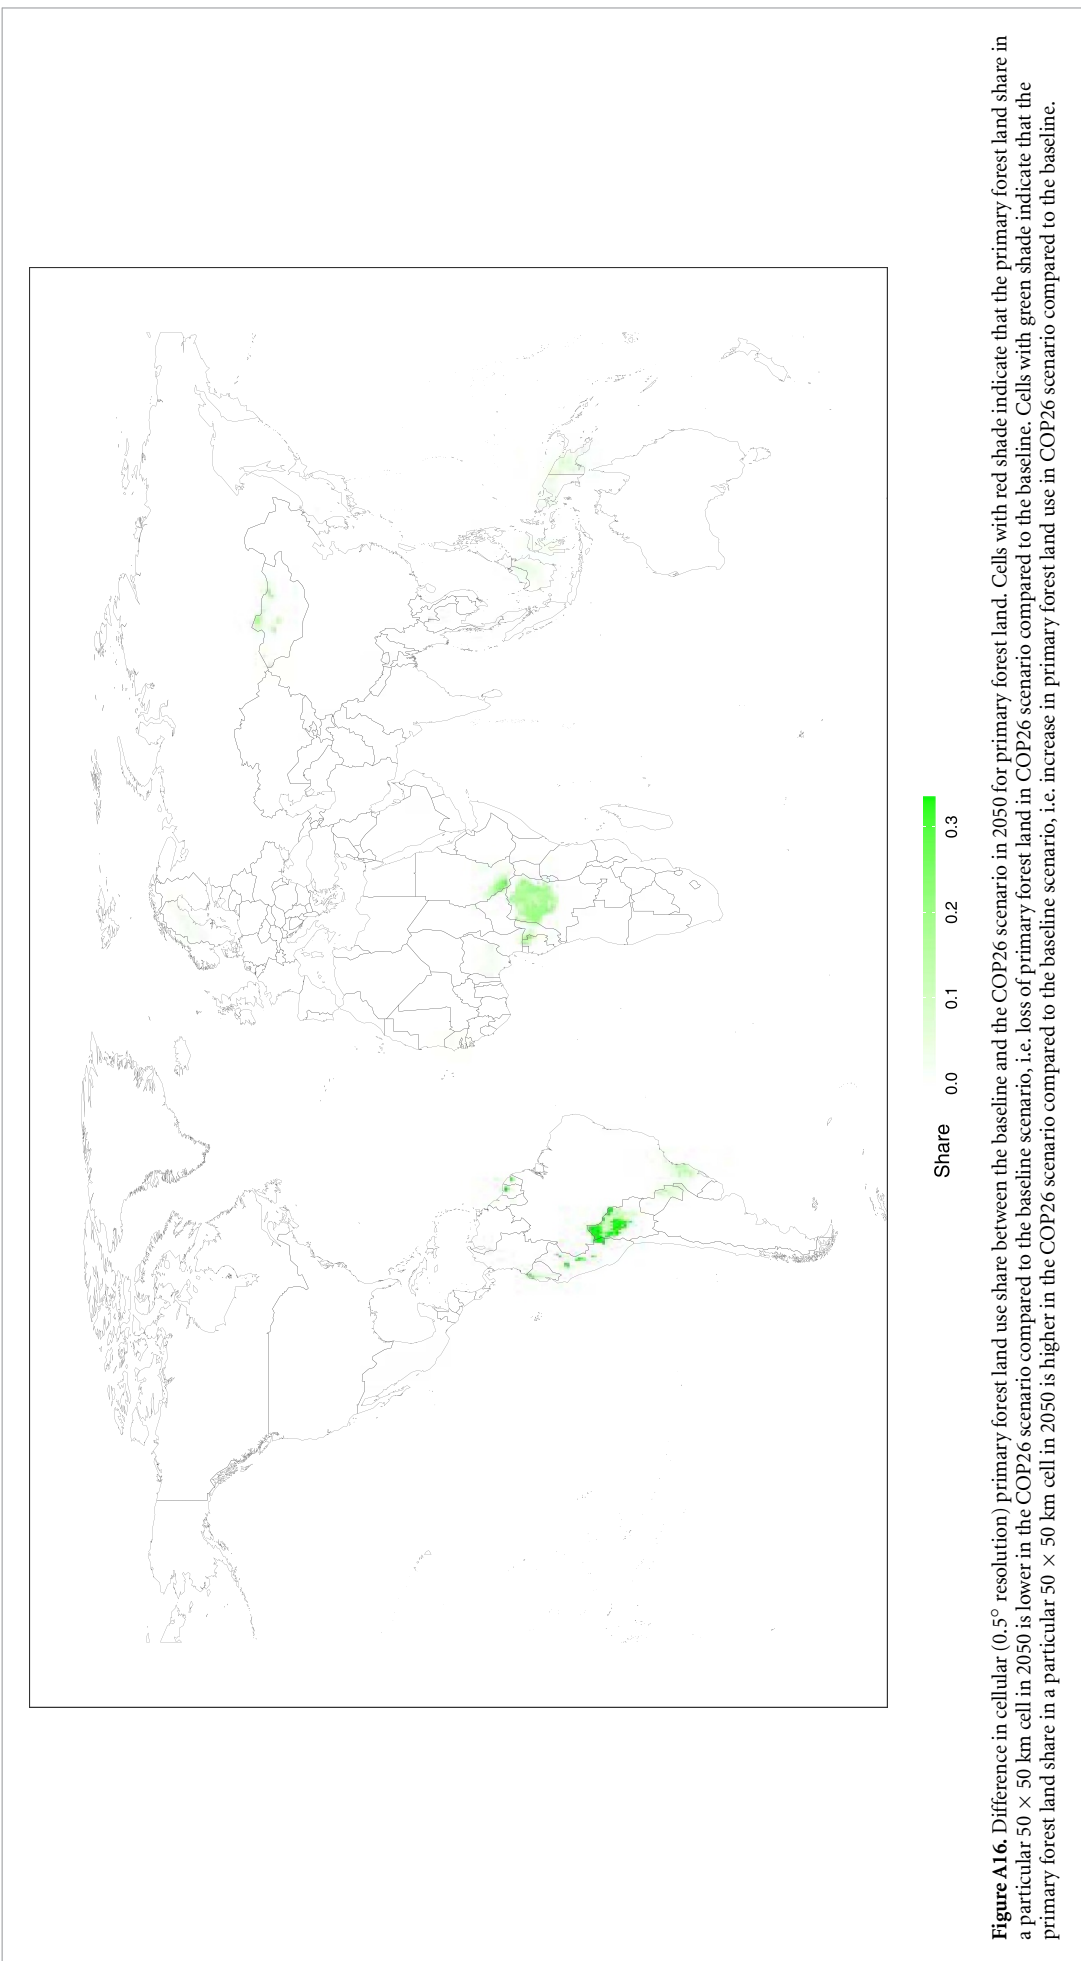 Share
0.0 0.1 0.2 0.3
Figure A16. Difference in cellular (0.5° resolution) primary forest land use share between the baseline and the COP26 scenario in 2050 for primary forest land. Cells with red shade indicate that the primary forest land share in
a particular 50 × 50 km cell in 2050 is lower in the COP26 scenario compared to the baseline scenario, i.e. loss of primary forest land in COP26 scenario compared to the baseline. Cells with green shade indicate that the
primary forest land share in a particular 50 × 50 km cell in 2050 is higher in the COP26 scenario compared to the baseline scenario, i.e. increase in primary forest land use in COP26 scenario compared to the baseline.